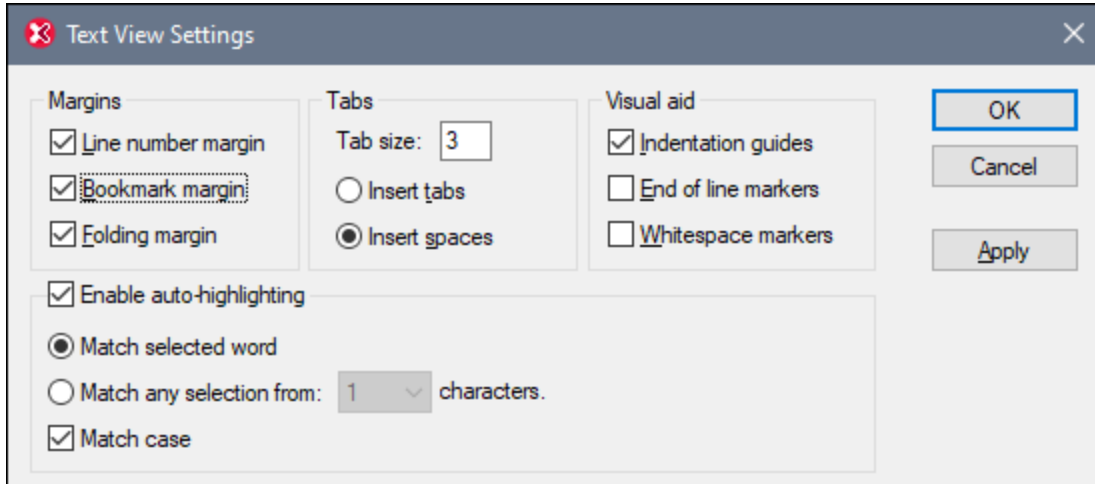 Text View Settings
Margins
Line number margin
Bookmark margin
Folding margin
Tabs
Tab size: 3
Insert tabs
Insert spaces
Visual aid
Indentation guides
End of line markers
Whitespace markers
OK
Cancel
Apply
Enable auto-highlighting
Match selected word
Match any selection from: 1 characters.
Match case